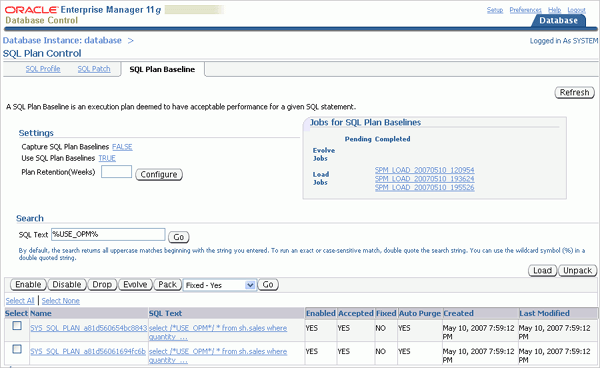 ORACLE Enterprise Manager 11g
Database Control
Setup Preferences Help Logout
Database
Database Instance: database >
Logged in As SYSTEM
SQL Plan Control
SQL Profile SQL Patch SQL Plan Baseline
Refresh
A SQL Plan Baseline is an execution plan deemed to have acceptable performance for a given SQL statement.
Settings
Capture SQL Plan Baselines FALSE
Use SQL Plan Baselines TRUE
Plan Retention(Weeks) Configure
Jobs for SQL Plan Baselines
Pending Completed
Evolve Jobs
Load Jobs
SPM_LOAD_20070510_120954
SPM_LOAD_20070510_193624
SPM_LOAD_20070510_195526
Search
SQL Text %USE_OPM% Go
By default, the search returns all uppercase matches beginning with the string you entered. To run an exact or case-sensitive match, double quote the search string. You can use the wildcard symbol (%) in a
double quoted string.
Load Unpack
Enable Disable Drop Evolve Pack Fixed - Yes Go
Select All Select None
Select Name SQL Text Enabled Accepted Fixed Auto Purge Created Last Modified
SYS_SQL_PLAN_a81d560654bc8843 select /*USE_OPM*/ * from sh.sales where quantity ... YES YES NO YES May 10, 2007 7:59:12 PM May 10, 2007 7:59:12 PM
SYS_SQL_PLAN_a81d56061694fc6b select /*USE_OPM*/ * from sh.sales where quantity ... YES YES NO YES May 10, 2007 7:59:12 PM May 10, 2007 7:59:12 PM